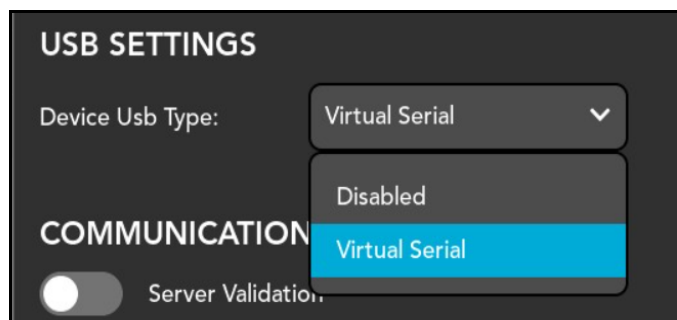 USB SETTINGS
Device Usb Type:
Virtual Serial
Disabled
Virtual Serial
COMMUNICATION
Server Validation